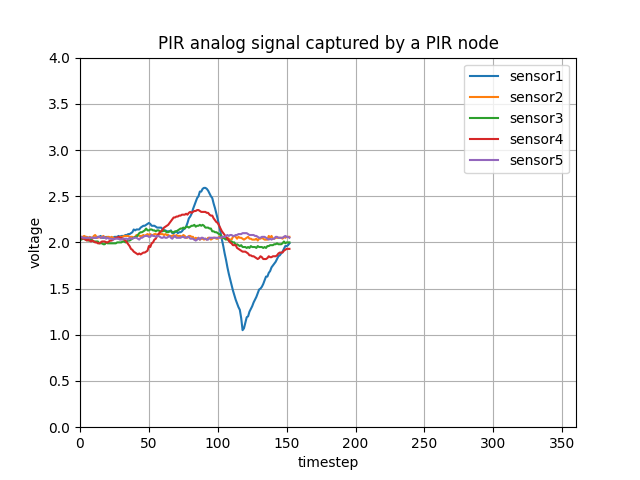 PIR analog signal captured by a PIR node
4.0
3.5
3.0
2.5
2.0
1.5
1.0
0.5
0.0
voltage
sensor1
sensor2
sensor3
sensor4
sensor5
0 50 100 150 200 250 300 350
timestep